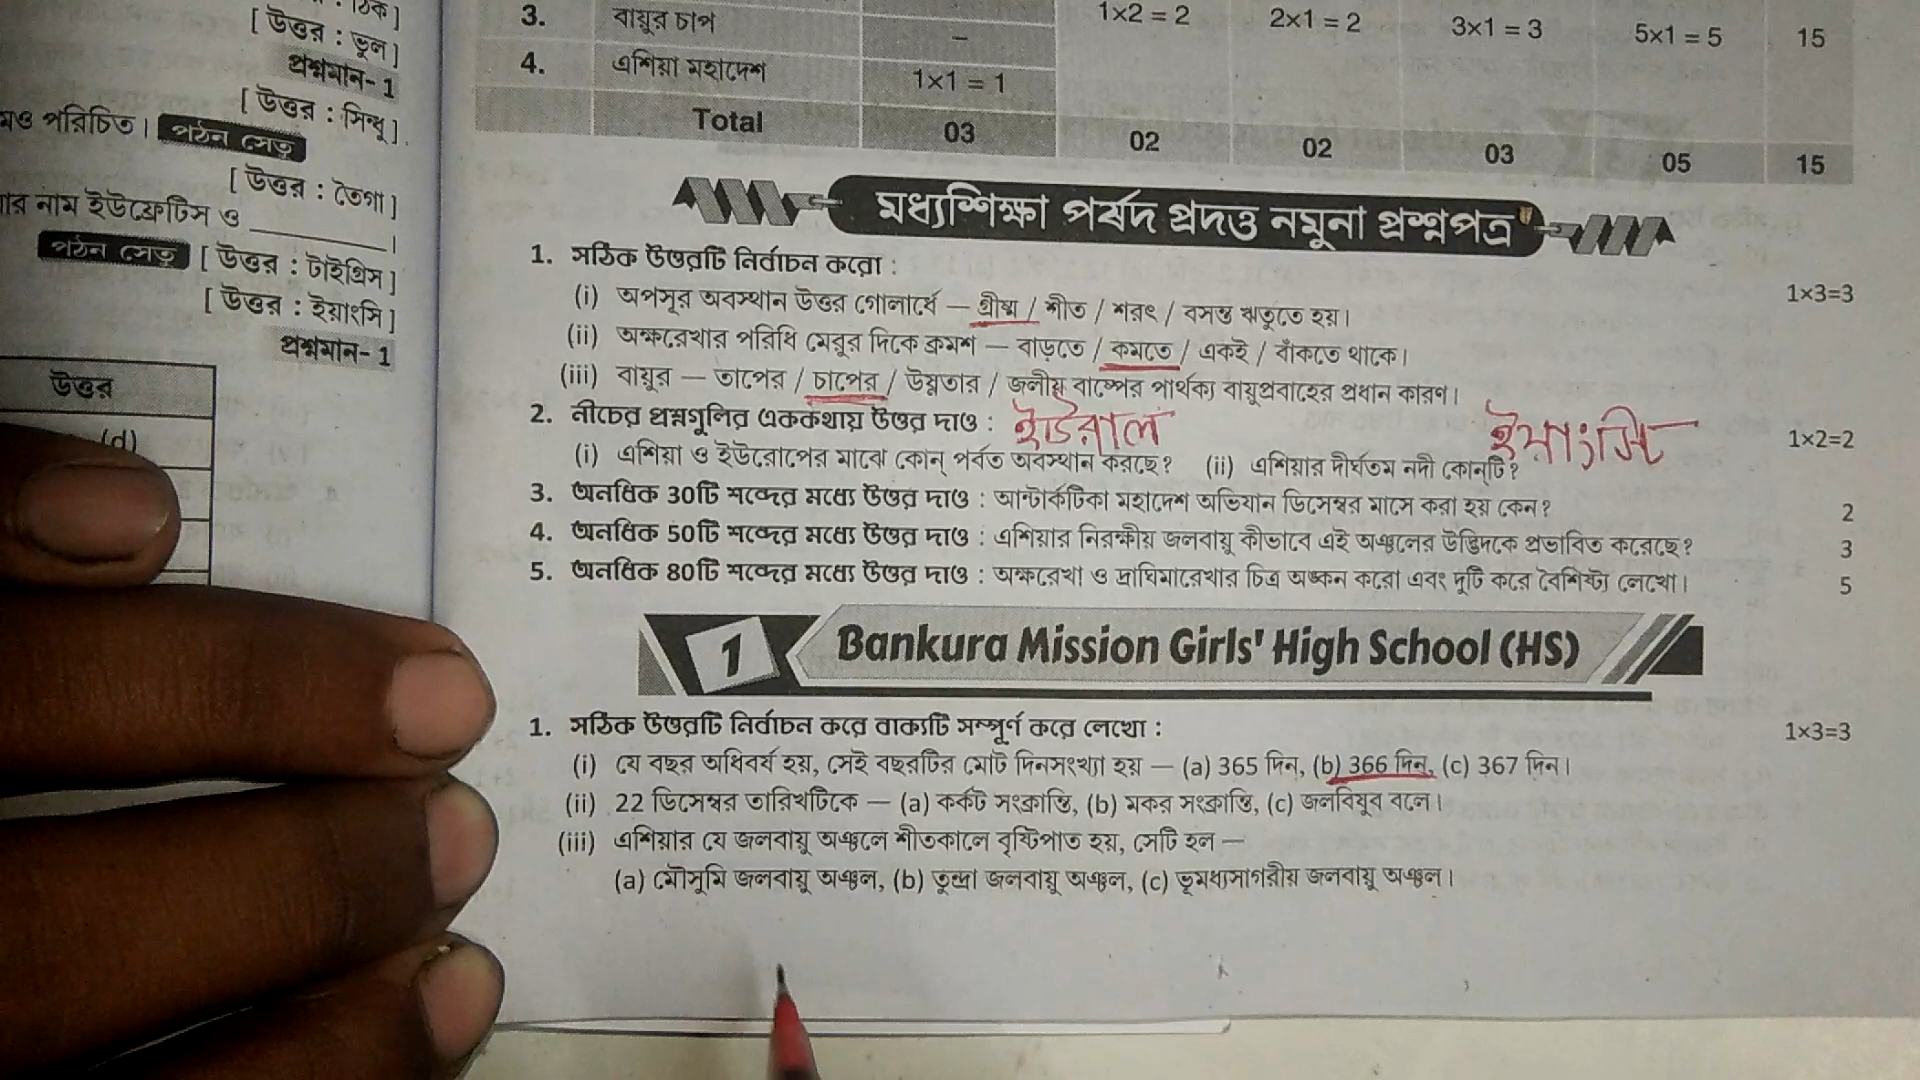 [ উত্তর : ভুল ]
প্রশ্নমান- 1
[ উত্তর : সিন্ধু ].
পরিচিত। পঠন সেতু
[ উত্তর : তৈগা ]
নাম ইউফ্রেটিস ও ________।
পঠন সেতু [ উত্তর : টাইগ্রিস ]
[ উত্তর : ইয়াংসি ]
প্রশ্নমান- 1
উত্তর
(d)
3. বায়ুর চাপ – 1×2 = 2 2×1 = 2 3×1 = 3 5×1 = 5 15
4. এশিয়া মহাদেশ 1×1 = 1
Total 03 02 02 03 05 15
মধ্যশিক্ষা পর্ষদ প্রদত্ত নমুনা প্রশ্নপত্র
1. সঠিক উত্তরটি নির্বাচন করো : 1×3=3
(i) অপসূর অবস্থান উত্তর গোলার্ধে — গ্রীষ্ম / শীত / শরৎ / বসন্ত ঋতুতে হয়।
(ii) অক্ষরেখার পরিধি মেরুর দিকে ক্রমশ — বাড়তে / কমতে / একই / বাঁকতে থাকে।
(iii) বায়ুর — তাপের / চাপের / উষ্ণতার / জলীয় বাষ্পের পার্থক্য বায়ুপ্রবাহের প্রধান কারণ।
2. নীচের প্রশ্নগুলির এককথায় উত্তর দাও : ইউরাল ইয়াংসি 1×2=2
(i) এশিয়া ও ইউরোপের মাঝে কোন্ পর্বত অবস্থান করছে? (ii) এশিয়ার দীর্ঘতম নদী কোন্‌টি?
3. অনধিক 30টি শব্দের মধ্যে উত্তর দাও : আন্টার্কটিকা মহাদেশ অভিযান ডিসেম্বর মাসে করা হয় কেন? 2
4. অনধিক 50টি শব্দের মধ্যে উত্তর দাও : এশিয়ার নিরক্ষীয় জলবায়ু কীভাবে এই অঞ্চলের উদ্ভিদকে প্রভাবিত করেছে? 3
5. অনধিক 80টি শব্দের মধ্যে উত্তর দাও : অক্ষরেখা ও দ্রাঘিমারেখার চিত্র অঙ্কন করো এবং দুটি করে বৈশিষ্ট্য লেখো। 5
1 Bankura Mission Girls' High School (HS)
1. সঠিক উত্তরটি নির্বাচন করে বাক্যটি সম্পূর্ণ করে লেখো : 1×3=3
(i) যে বছর অধিবর্ষ হয়, সেই বছরটির মোট দিনসংখ্যা হয় — (a) 365 দিন, (b) 366 দিন, (c) 367 দিন।
(ii) 22 ডিসেম্বর তারিখটিকে — (a) কর্কট সংক্রান্তি, (b) মকর সংক্রান্তি, (c) জলবিষুব বলে।
(iii) এশিয়ার যে জলবায়ু অঞ্চলে শীতকালে বৃষ্টিপাত হয়, সেটি হল —
(a) মৌসুমি জলবায়ু অঞ্চল, (b) তুন্দ্রা জলবায়ু অঞ্চল, (c) ভূমধ্যসাগরীয় জলবায়ু অঞ্চল।